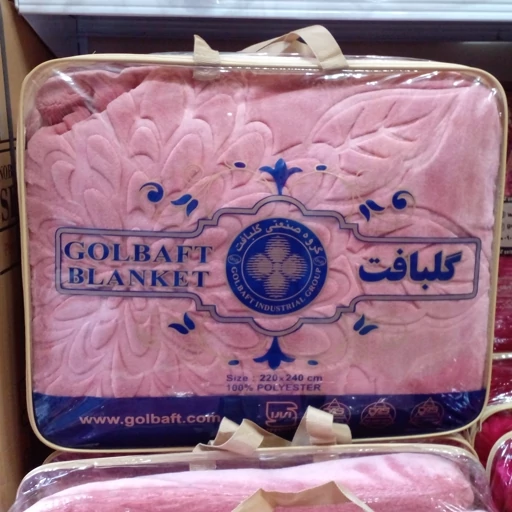 گروه صنعتی گلبافت
GOLBAFT
BLANKET
GOLBAFT INDUSTRIAL GROUP
گلبافت
Size : 220 × 240 cm
100% POLYESTER
www.golbaft.com